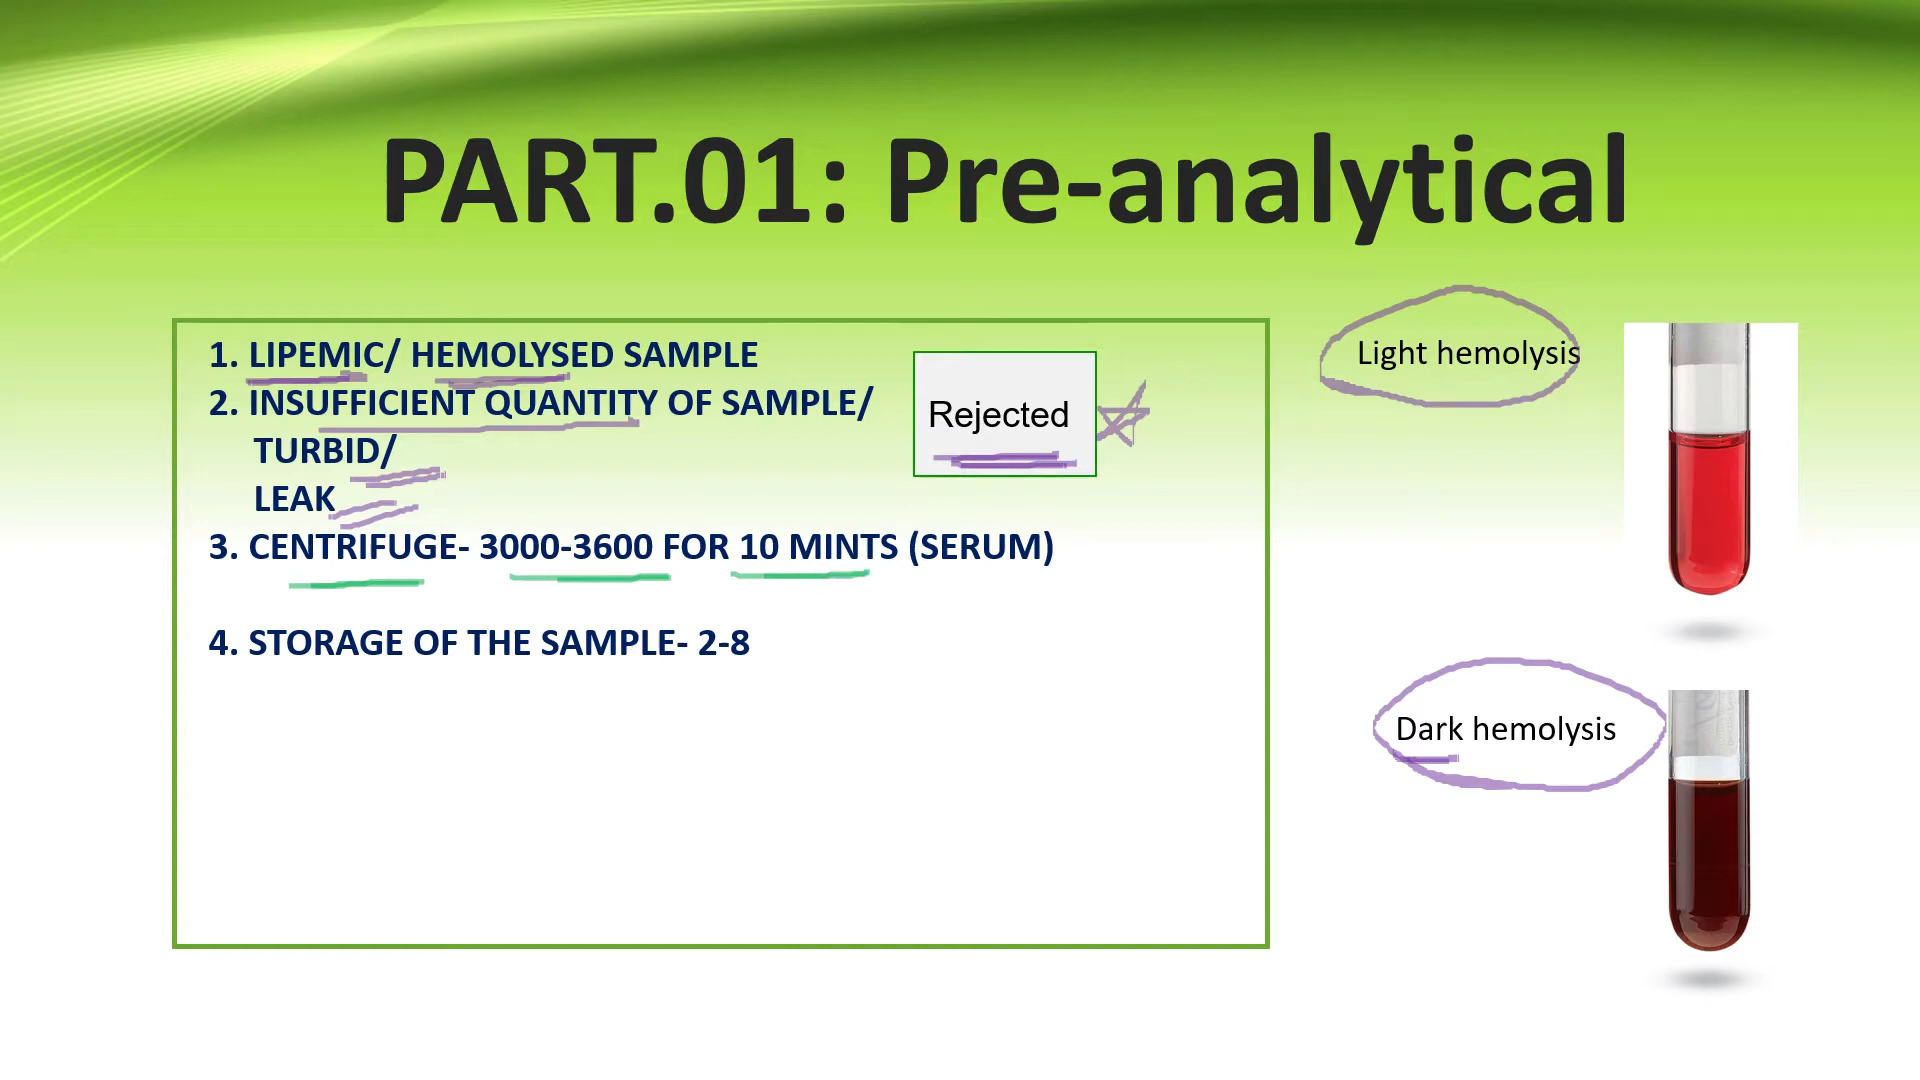 PART.01: Pre-analytical
1. LIPEMIC/ HEMOLYSED SAMPLE
2. INSUFFICIENT QUANTITY OF SAMPLE/
TURBID/
LEAK
3. CENTRIFUGE- 3000-3600 FOR 10 MINTS (SERUM)
4. STORAGE OF THE SAMPLE- 2-8
Rejected
Light hemolysis
Dark hemolysis